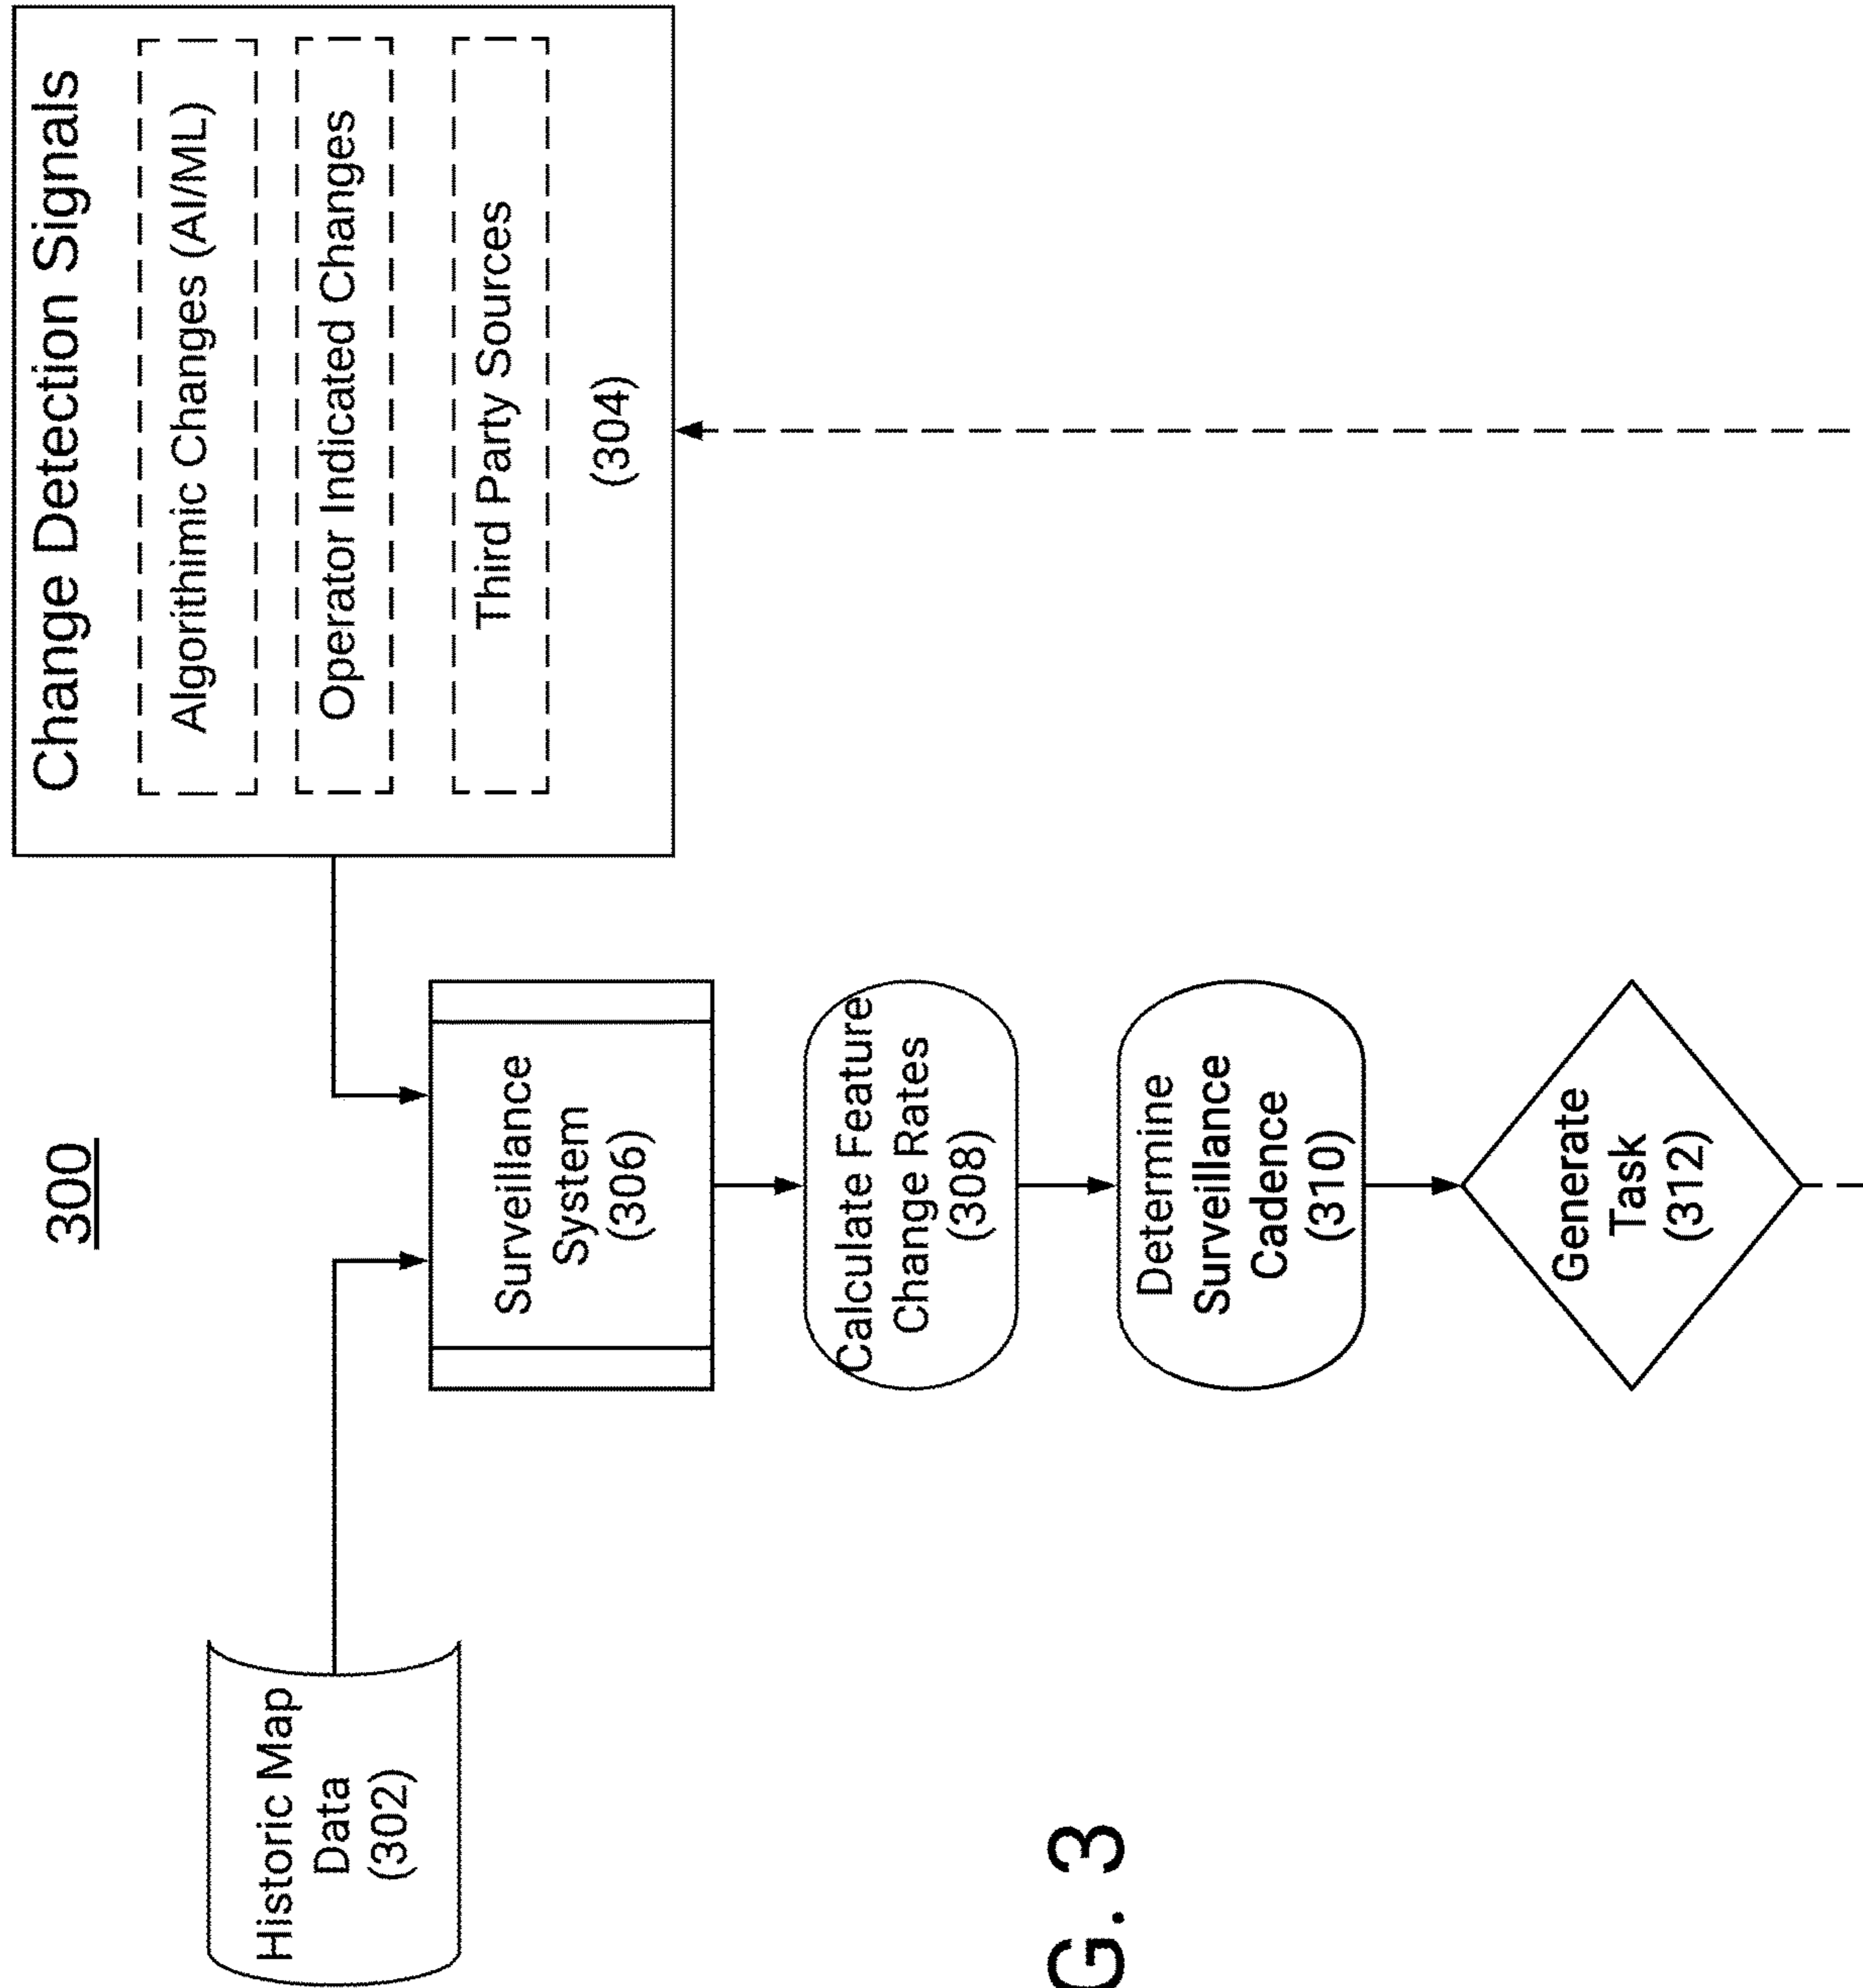 300
Change Detection Signals
Algorithimic Changes (AI/ML)
Operator Indicated Changes
Third Party Sources
(304)
Historic Map
Data
(302)
Surveillance
System
(306)
Calculate Feature
Change Rates
(308)
Determine
Surveillance
Cadence
(310)
Generate
Task
(312)
G. 3